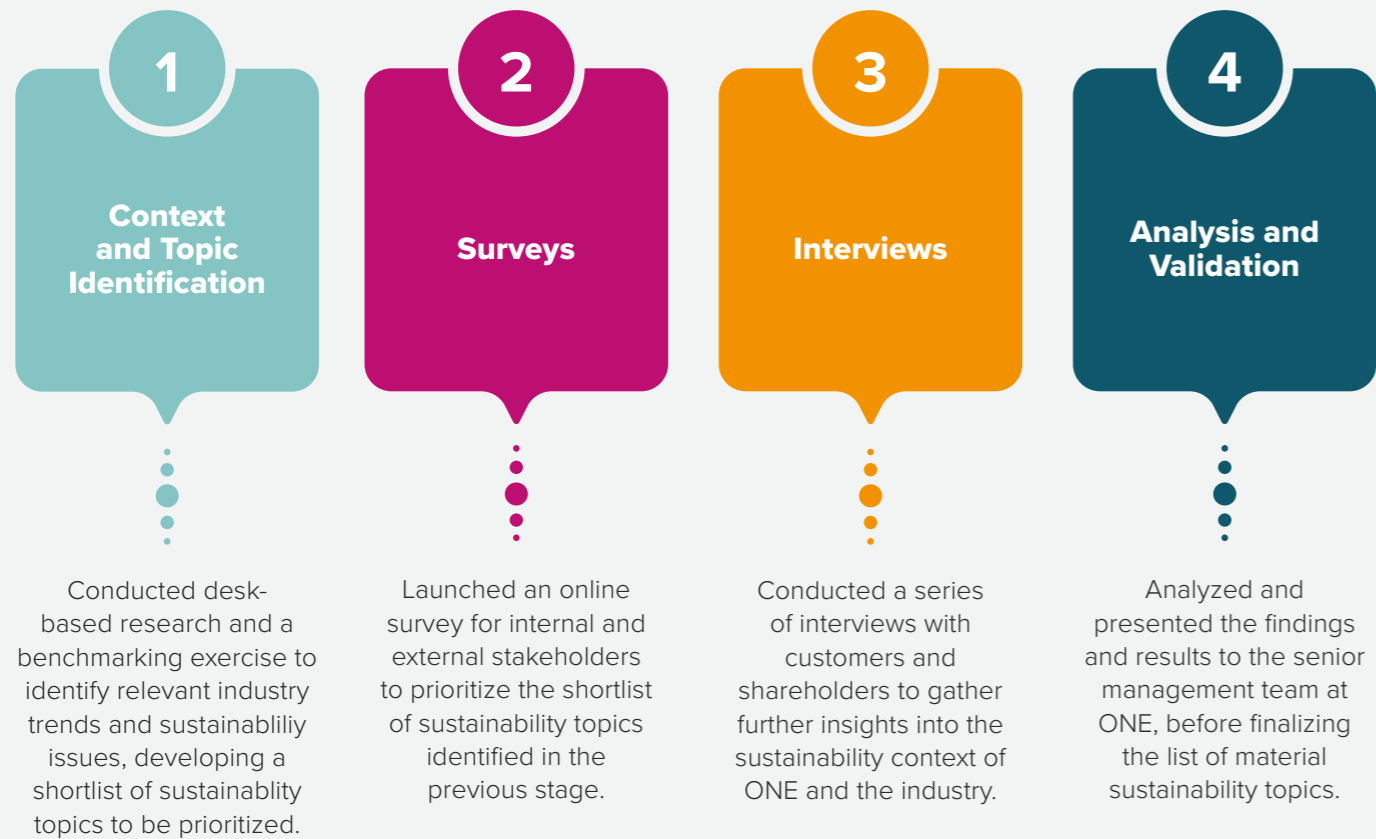 1
Context
and Topic
Identification
Conducted desk-
based research and a
benchmarking exercise to
identify relevant industry
trends and sustainabliliy
issues, developing a
shortlist of sustainablity
topics to be prioritized.
2
Surveys
Launched an online
survey for internal and
external stakeholders
to prioritize the shortlist
of sustainability topics
identified in the
previous stage.
3
Interviews
Conducted a series
of interviews with
customers and
shareholders to gather
further insights into the
sustainability context of
ONE and the industry.
4
Analysis and
Validation
Analyzed and
presented the findings
and results to the senior
management team at
ONE, before finalizing
the list of material
sustainability topics.